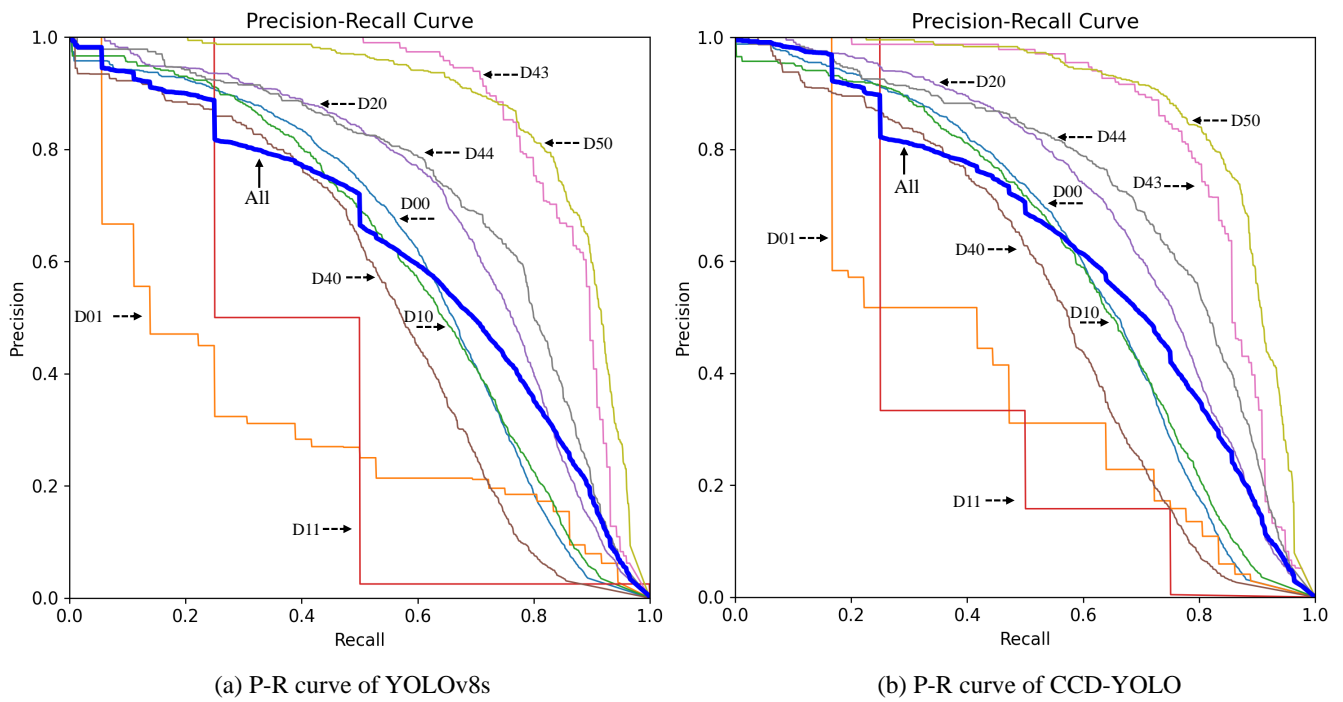 Precision-Recall Curve
1.0
0.8
0.6
0.4
0.2
0.0
Precision
D43
D20
D50
D44
All
D00
D40
D01
D10
D11
0.0 0.2 0.4 0.6 0.8 1.0
Recall
(a) P-R curve of YOLOv8s
Precision-Recall Curve
1.0
0.8
0.6
0.4
0.2
0.0
Precision
D20
D50
D44
D43
All
D00
D01
D40
D10
D11
0.0 0.2 0.4 0.6 0.8 1.0
Recall
(b) P-R curve of CCD-YOLO